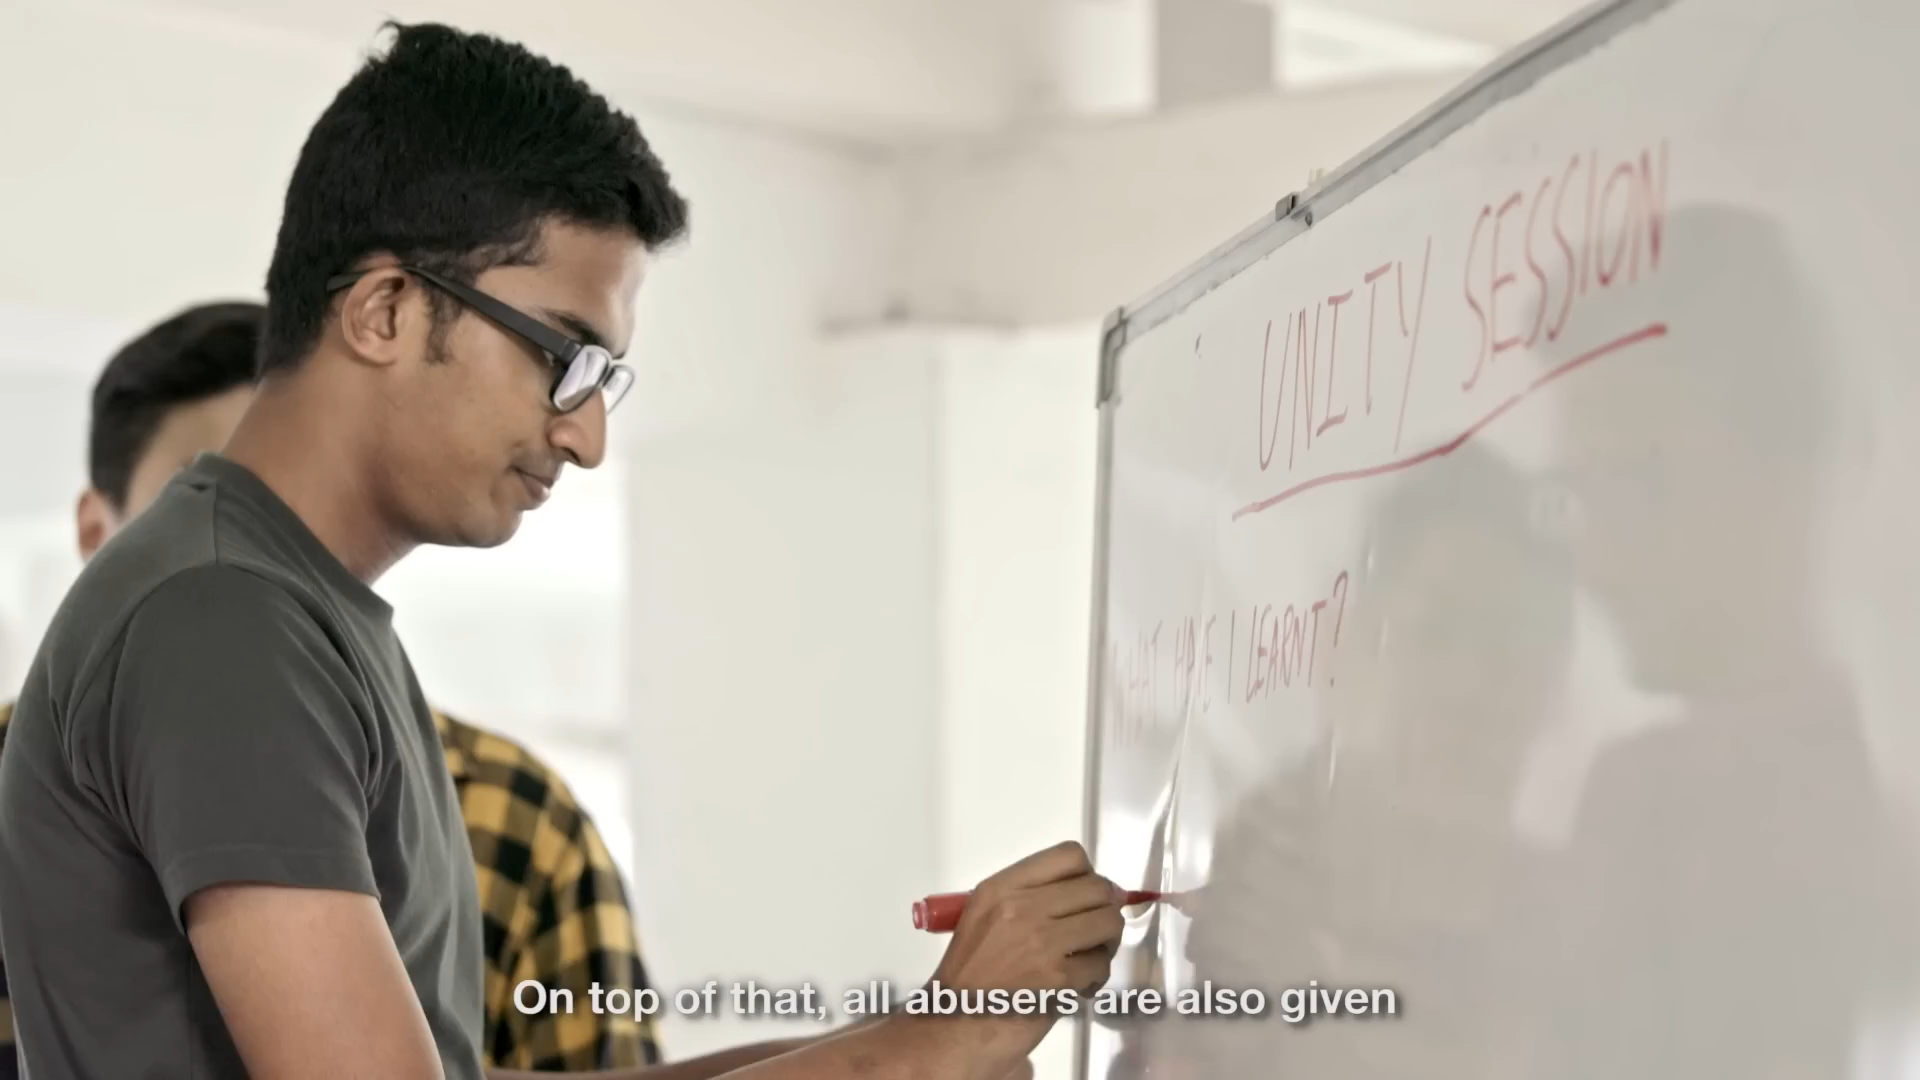 UNITY SESSION
WHAT HAVE I LEARNT?
On top of that, all abusers are also given